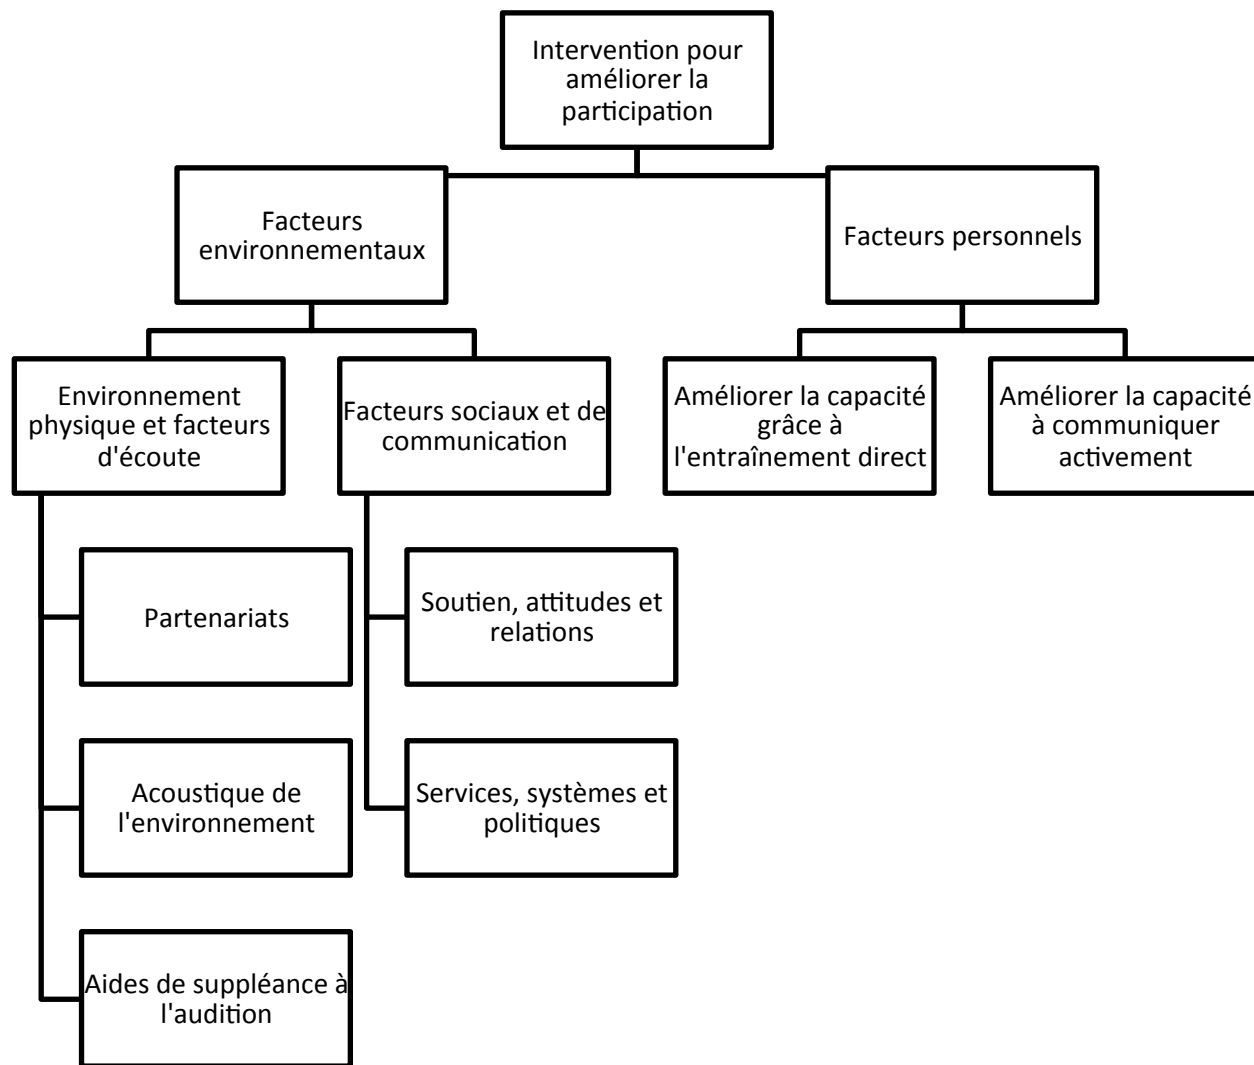 Intervention pour
améliorer la
participation
Facteurs
environnementaux
Facteurs personnels
Environnement
physique et facteurs
d'écoute
Facteurs sociaux et de
communication
Améliorer la capacité
grâce à
l'entraînement direct
Améliorer la capacité
à communiquer
activement
Partenariats
Soutien, attitudes et
relations
Acoustique de
l'environnement
Services, systèmes et
politiques
Aides de suppléance à
l'audition